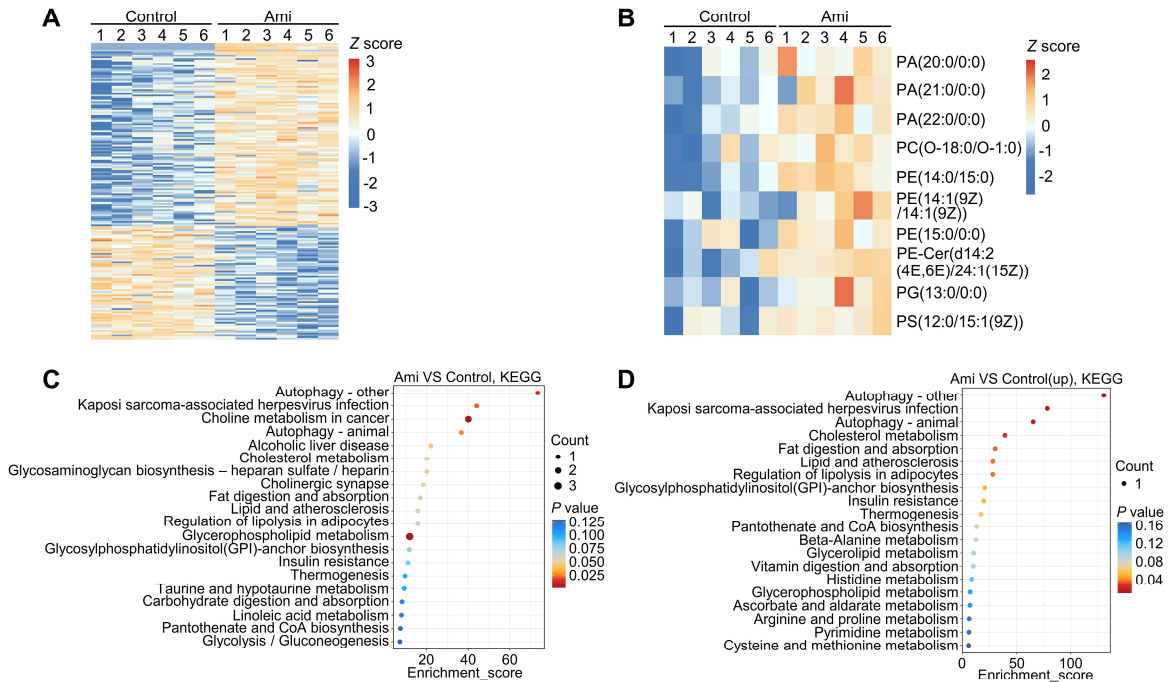 A
Control
Ami
1 2 3 4 5 6 1 2 3 4 5 6
Z score
3
2
1
0
-1
-2
-3
B
Control
Ami
1 2 3 4 5 6 1 2 3 4 5 6
PA(20:0/0:0)
PA(21:0/0:0)
PA(22:0/0:0)
PC(O-18:0/O-1:0)
PE(14:0/15:0)
PE(14:1(9Z)
/14:1(9Z))
PE(15:0/0:0)
PE-Cer(d14:2
(4E,6E)/24:1(15Z))
PG(13:0/0:0)
PS(12:0/15:1(9Z))
Z score
2
1
0
-1
-2
C
Ami VS Control, KEGG
Autophagy - other
Kaposi sarcoma-associated herpesvirus infection
Choline metabolism in cancer
Autophagy - animal
Alcoholic liver disease
Cholesterol metabolism
Glycosaminoglycan biosynthesis – heparan sulfate / heparin
Cholinergic synapse
Fat digestion and absorption
Lipid and atherosclerosis
Regulation of lipolysis in adipocytes
Glycerophospholipid metabolism
Glycosylphosphatidylinositol(GPI)-anchor biosynthesis
Insulin resistance
Thermogenesis
Taurine and hypotaurine metabolism
Carbohydrate digestion and absorption
Linoleic acid metabolism
Pantothenate and CoA biosynthesis
Glycolysis / Gluconeogenesis
20 40 60
Enrichment_score
Count
1
2
3
P value
0.125
0.100
0.075
0.050
0.025
D
Ami VS Control(up), KEGG
Autophagy - other
Kaposi sarcoma-associated herpesvirus infection
Autophagy - animal
Cholesterol metabolism
Fat digestion and absorption
Lipid and atherosclerosis
Regulation of lipolysis in adipocytes
Glycosylphosphatidylinositol(GPI)-anchor biosynthesis
Insulin resistance
Thermogenesis
Pantothenate and CoA biosynthesis
Beta-Alanine metabolism
Glycerolipid metabolism
Vitamin digestion and absorption
Histidine metabolism
Glycerophospholipid metabolism
Ascorbate and aldarate metabolism
Arginine and proline metabolism
Pyrimidine metabolism
Cysteine and methionine metabolism
0 50 100
Enrichment_score
Count
1
P value
0.16
0.12
0.08
0.04